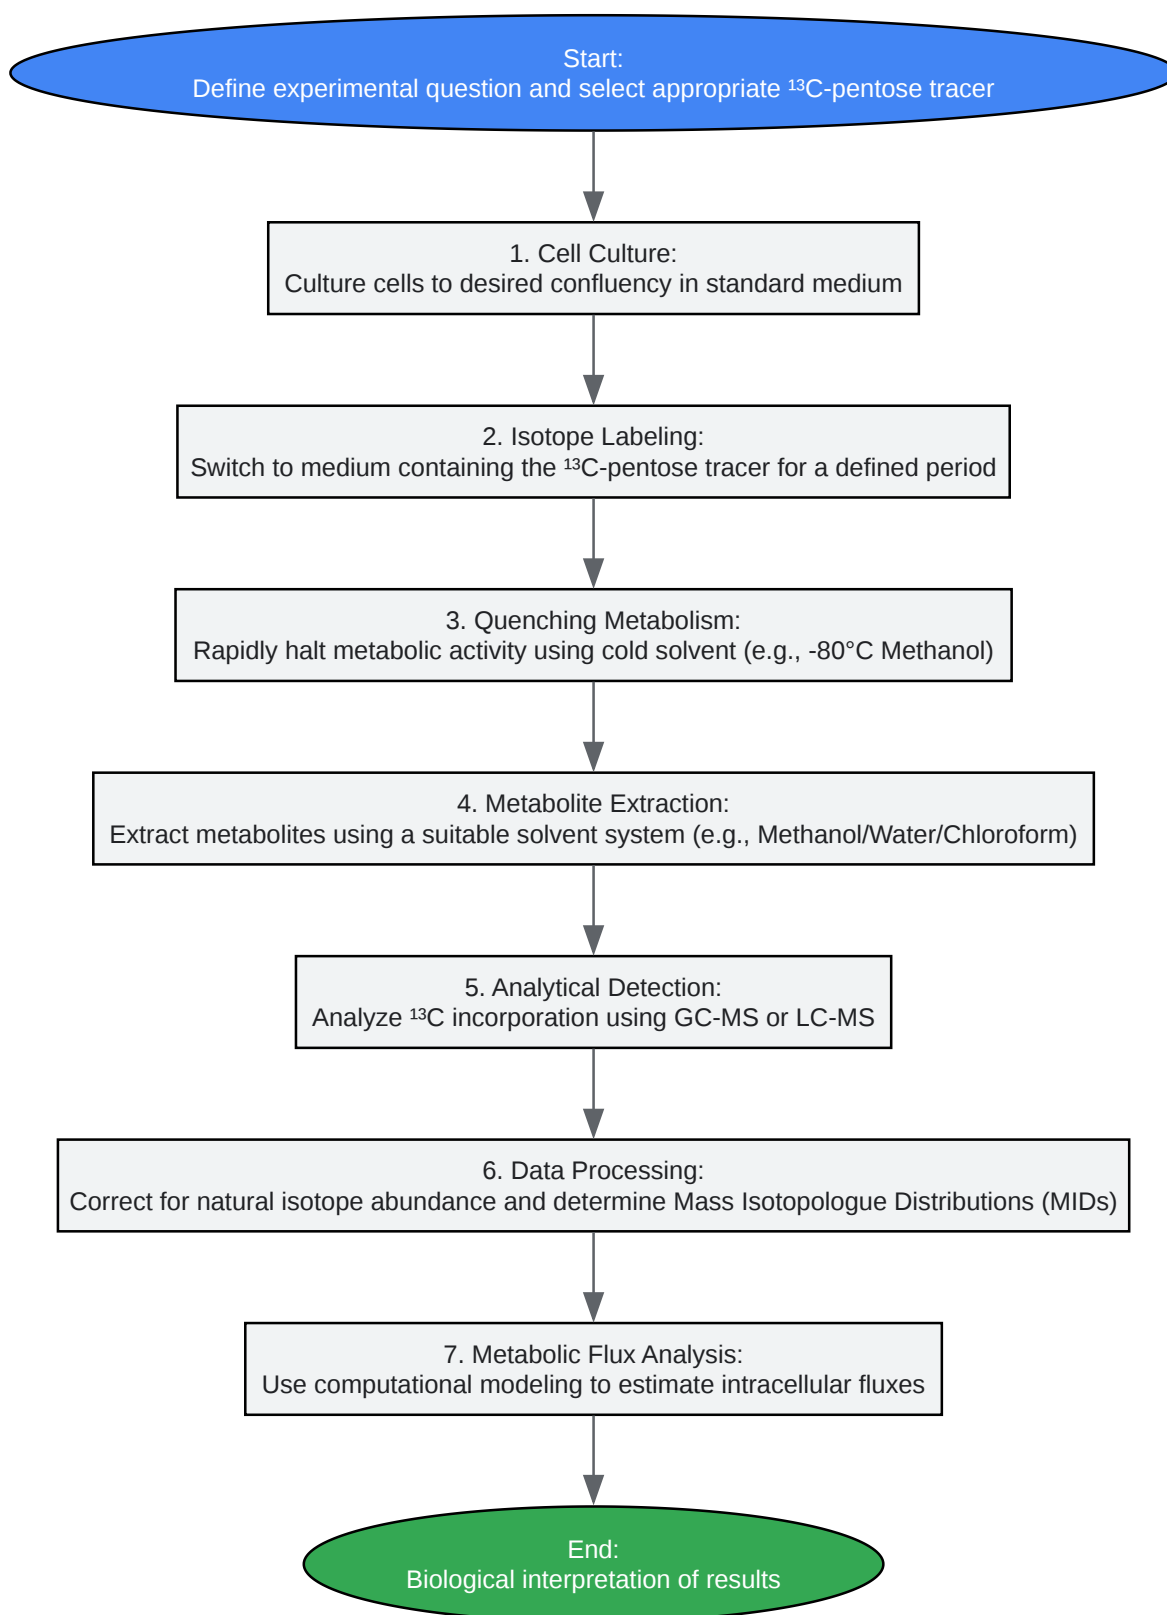 Start:
Define experimental question and select appropriate ¹³C-pentose tracer
1. Cell Culture:
Culture cells to desired confluency in standard medium
2. Isotope Labeling:
Switch to medium containing the ¹³C-pentose tracer for a defined period
3. Quenching Metabolism:
Rapidly halt metabolic activity using cold solvent (e.g., -80°C Methanol)
4. Metabolite Extraction:
Extract metabolites using a suitable solvent system (e.g., Methanol/Water/Chloroform)
5. Analytical Detection:
Analyze ¹³C incorporation using GC-MS or LC-MS
6. Data Processing:
Correct for natural isotope abundance and determine Mass Isotopologue Distributions (MIDs)
7. Metabolic Flux Analysis:
Use computational modeling to estimate intracellular fluxes
End:
Biological interpretation of results